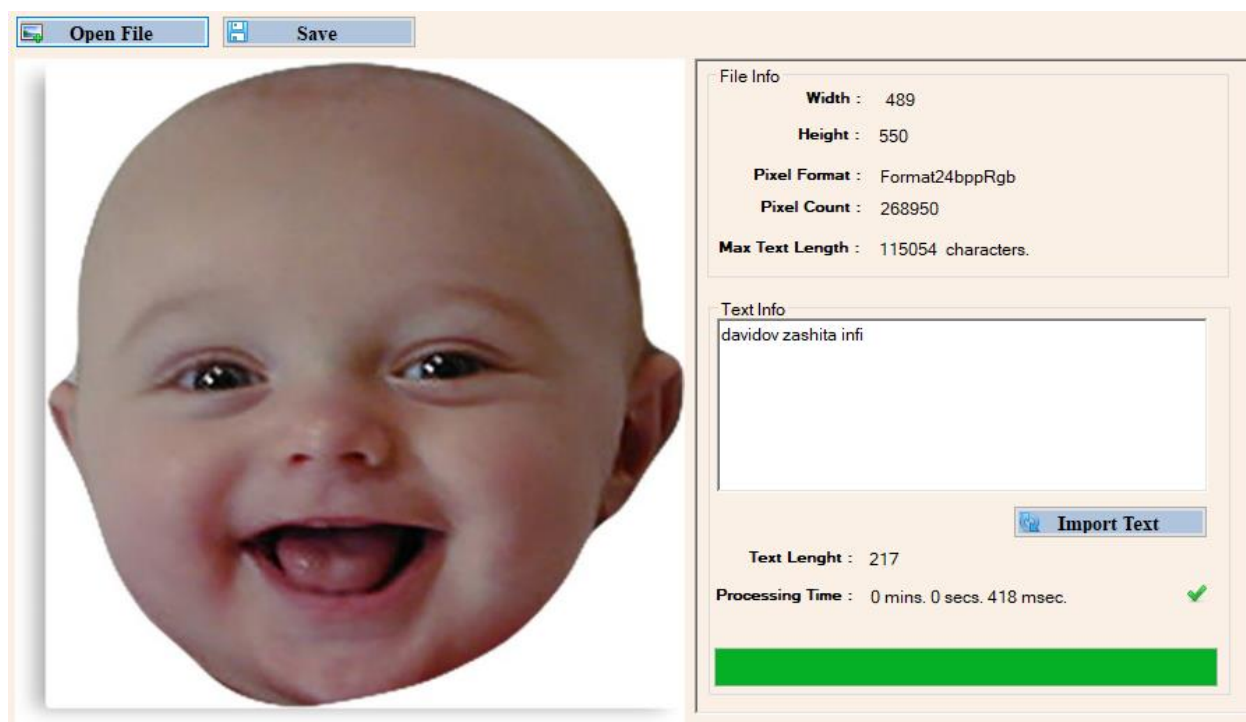 Open File Save
File Info
Width : 489
Height : 550
Pixel Format : Format24bppRgb
Pixel Count : 268950
Max Text Length : 115054 characters.
Text Info
davidov zashita infi
Import Text
Text Lenght : 217
Processing Time : 0 mins. 0 secs. 418 msec.